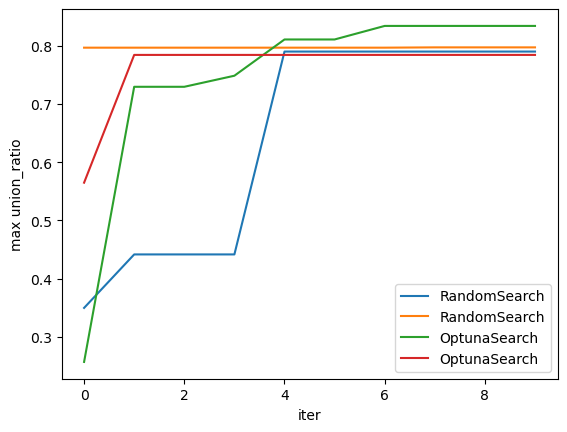 max union_ratio
0.8
0.7
0.6
0.5
0.4
0.3
0 2 4 6 8
iter
RandomSearch
RandomSearch
OptunaSearch
OptunaSearch